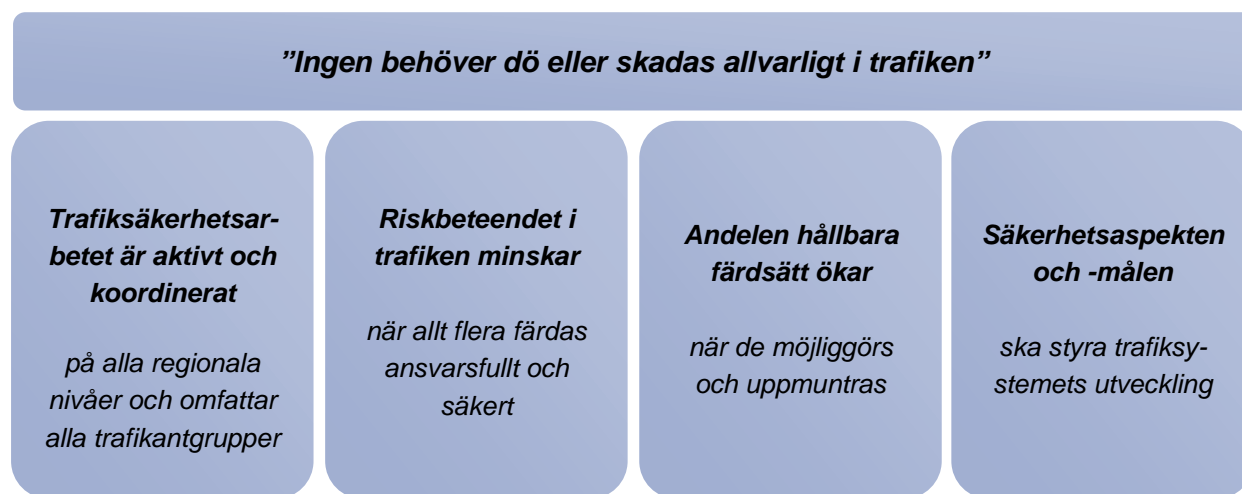 ”Ingen behöver dö eller skadas allvarligt i trafiken”
Trafiksäkerhetsar-
betet är aktivt och
koordinerat
på alla regionala
nivåer och omfattar
alla trafikantgrupper
Riskbeteendet i
trafiken minskar
när allt flera färdas
ansvarsfullt och
säkert
Andelen hållbara
färdsätt ökar
när de möjliggörs
och uppmuntras
Säkerhetsaspekten
och -målen
ska styra trafiksy-
stemets utveckling